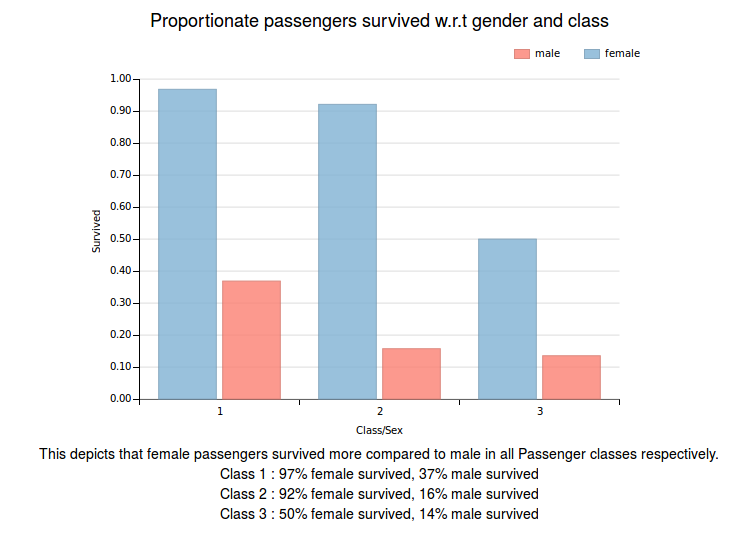 Proportionate passengers survived w.r.t gender and class
male
female
1.00
0.90
0.80
0.70
0.60
0.50
0.40
0.30
0.20
0.10
0.00
Survived
1
2
3
Class/Sex
This depicts that female passengers survived more compared to male in all Passenger classes respectively.
Class 1 : 97% female survived, 37% male survived
Class 2 : 92% female survived, 16% male survived
Class 3 : 50% female survived, 14% male survived